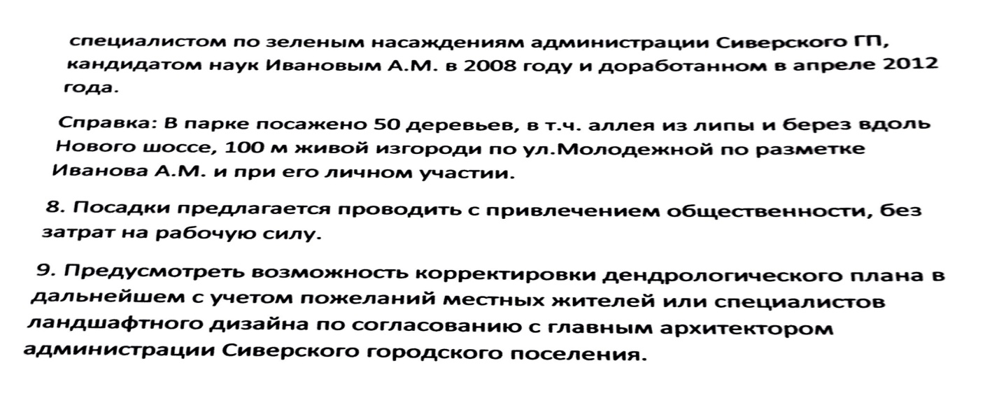 специалистом по зеленым насаждениям администрации Сиверского ГП,
кандидатом наук Ивановым А.М. в 2008 году и доработанном в апреле 2012
года.
Справка: В парке посажено 50 деревьев, в т.ч. аллея из липы и берез вдоль
Нового шоссе, 100 м живой изгороди по ул.Молодежной по разметке
Иванова А.М. и при его личном участии.
8. Посадки предлагается проводить с привлечением общественности, без
затрат на рабочую силу.
9. Предусмотреть возможность корректировки дендрологического плана в
дальнейшем с учетом пожеланий местных жителей или специалистов
ландшафтного дизайна по согласованию с главным архитектором
администрации Сиверского городского поселения.